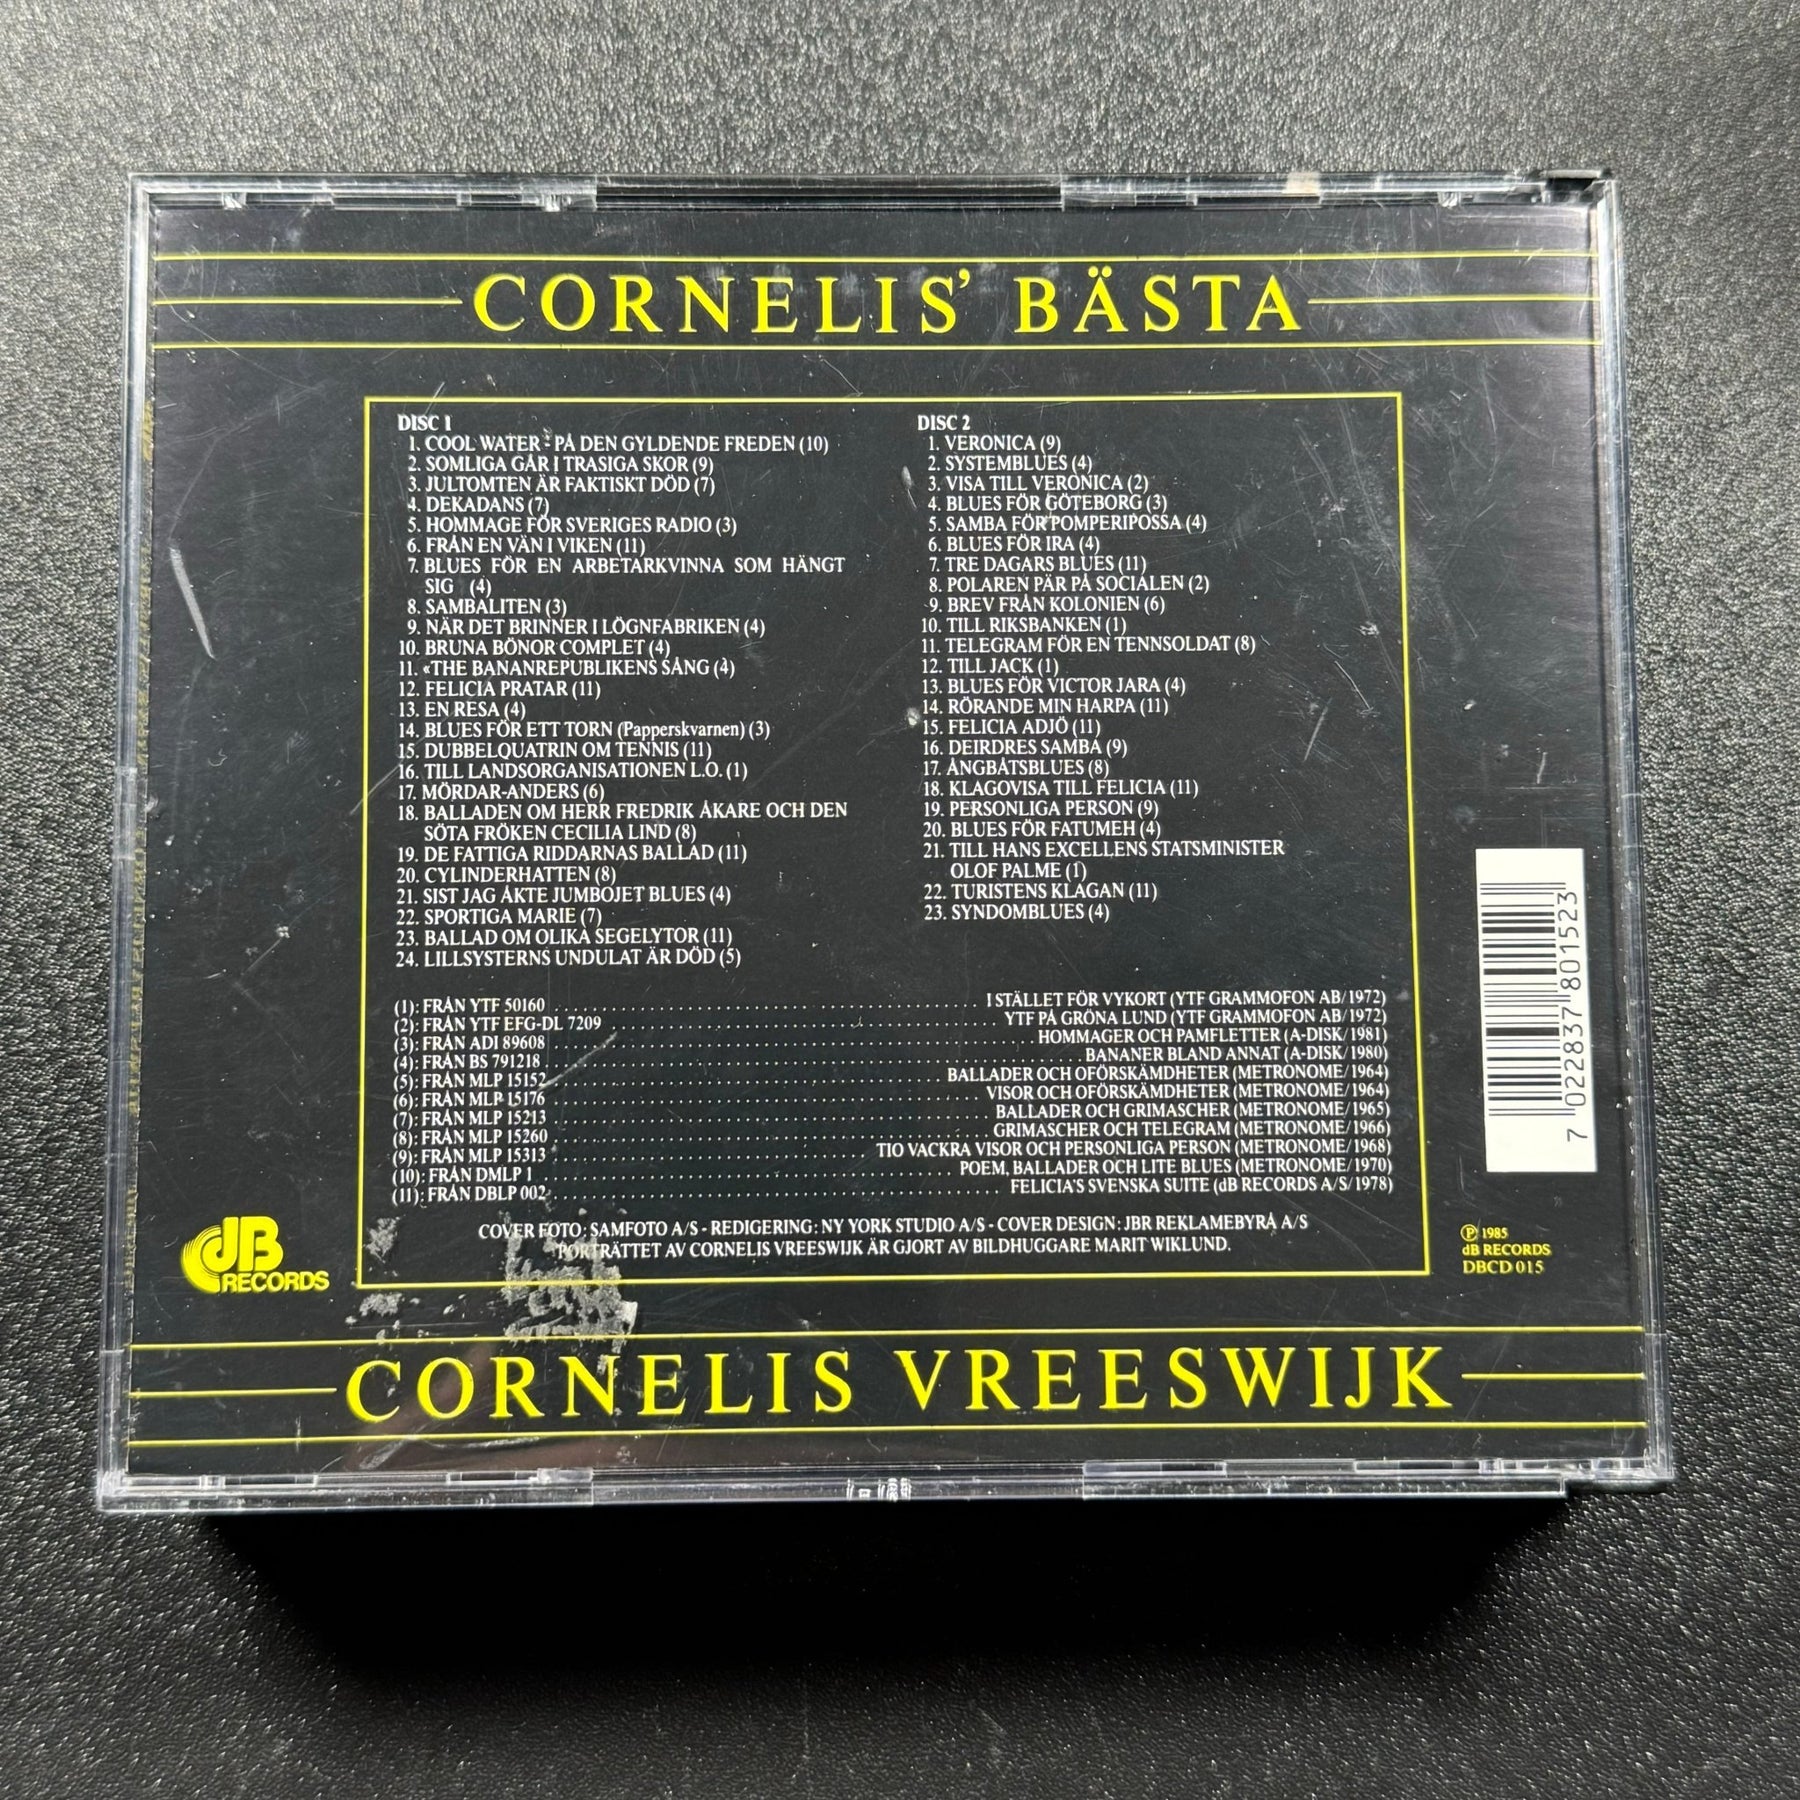 CORNELIS' BÄSTA
DISC 1
1. COOL WATER - PÅ DEN GYLDENDE FREDEN (10)
2. SOMLIGA GÅR I TRASIGA SKOR (9)
3. JULTOMTEN ÄR FAKTISKT DÖD (7)
4. DEKADANS (7)
5. HOMMAGE FÖR SVERIGES RADIO (3)
6. FRÅN EN VÄN I VIKEN (11)
7. BLUES FÖR EN ARBETARKVINNA SOM HÄNGT
SIG (4)
8. SAMBALITEN (3)
9. NÄR DET BRINNER I LÖGNFABRIKEN (4)
10. BRUNA BÖNOR COMPLET (4)
11. «THE BANANREPUBLIKENS SÅNG (4)
12. FELICIA PRATAR (11)
13. EN RESA (4)
14. BLUES FÖR ETT TORN (Papperskvarnen) (3)
15. DUBBELQUATRIN OM TENNIS (11)
16. TILL LANDSORGANISATIONEN L.O. (1)
17. MÖRDAR-ANDERS (6)
18. BALLADEN OM HERR FREDRIK ÅKARE OCH DEN
SÖTA FRÖKEN CECILIA LIND (8)
19. DE FATTIGA RIDDARNAS BALLAD (11)
20. CYLINDERHATTEN (8)
21. SIST JAG ÅKTE JUMBOJET BLUES (4)
22. SPORTIGA MARIE (7)
23. BALLAD OM OLIKA SEGELYTOR (11)
24. LILLSYSTERNS UNDULAT ÄR DÖD (5)
DISC 2
1. VERONICA (9)
2. SYSTEMBLUES (4)
3. VISA TILL VERONICA (2)
4. BLUES FÖR GÖTEBORG (3)
5. SAMBA FÖR POMPERIPOSSA (4)
6. BLUES FÖR IRA (4)
7. TRE DAGARS BLUES (11)
8. POLAREN PÄR PÅ SOCIALEN (2)
9. BREV FRÅN KOLONIEN (6)
10. TILL RIKSBANKEN (1)
11. TELEGRAM FÖR EN TENNSOLDAT (8)
12. TILL JACK (1)
13. BLUES FÖR VICTOR JARA (4)
14. RÖRANDE MIN HARPA (11)
15. FELICIA ADJÖ (11)
16. DEIRDRES SAMBA (9)
17. ÅNGBÅTSBLUES (8)
18. KLAGOVISA TILL FELICIA (11)
19. PERSONLIGA PERSON (9)
20. BLUES FÖR FATUMEH (4)
21. TILL HANS EXCELLENS STATSMINISTER
OLOF PALME (1)
22. TURISTENS KLAGAN (11)
23. SYNDOMBLUES (4)
(1): FRÅN YTF 50160 ........ I STÄLLET FÖR VYKORT (YTF GRAMMOFON AB/1972)
(2): FRÅN YTF EFG-DL 7209 ........ YTF PÅ GRÖNA LUND (YTF GRAMMOFON AB/1972)
(3): FRÅN ADI 89608 ........ HOMMAGER OCH PAMFLETTER (A-DISK/1981)
(4): FRÅN BS 791218 ........ BANANER BLAND ANNAT (A-DISK/1980)
(5): FRÅN MLP 15152 ........ BALLADER OCH OFÖRSKÄMDHETER (METRONOME/1964)
(6): FRÅN MLP 15176 ........ VISOR OCH OFÖRSKÄMDHETER (METRONOME/1964)
(7): FRÅN MLP 15213 ........ BALLADER OCH GRIMASCHER (METRONOME/1965)
(8): FRÅN MLP 15260 ........ GRIMASCHER OCH TELEGRAM (METRONOME/1966)
(9): FRÅN MLP 15313 ........ TIO VACKRA VISOR OCH PERSONLIGA PERSON (METRONOME/1968)
(10): FRÅN DMLP 1 ........ POEM, BALLADER OCH LITE BLUES (METRONOME/1970)
(11): FRÅN DBLP 002 ........ FELICIA'S SVENSKA SUITE (dB RECORDS A/S/1978)
COVER FOTO: SAMFOTO A/S - REDIGERING: NY YORK STUDIO A/S - COVER DESIGN: JBR REKLAMEBYRÅ A/S
PORTRÄTTET AV CORNELIS VREESWIJK ÄR GJORT AV BILDHUGGARE MARIT WIKLUND.
7 022837 801523
dB
RECORDS
℗ 1985
dB RECORDS
DBCD 015
CORNELIS VREESWIJK